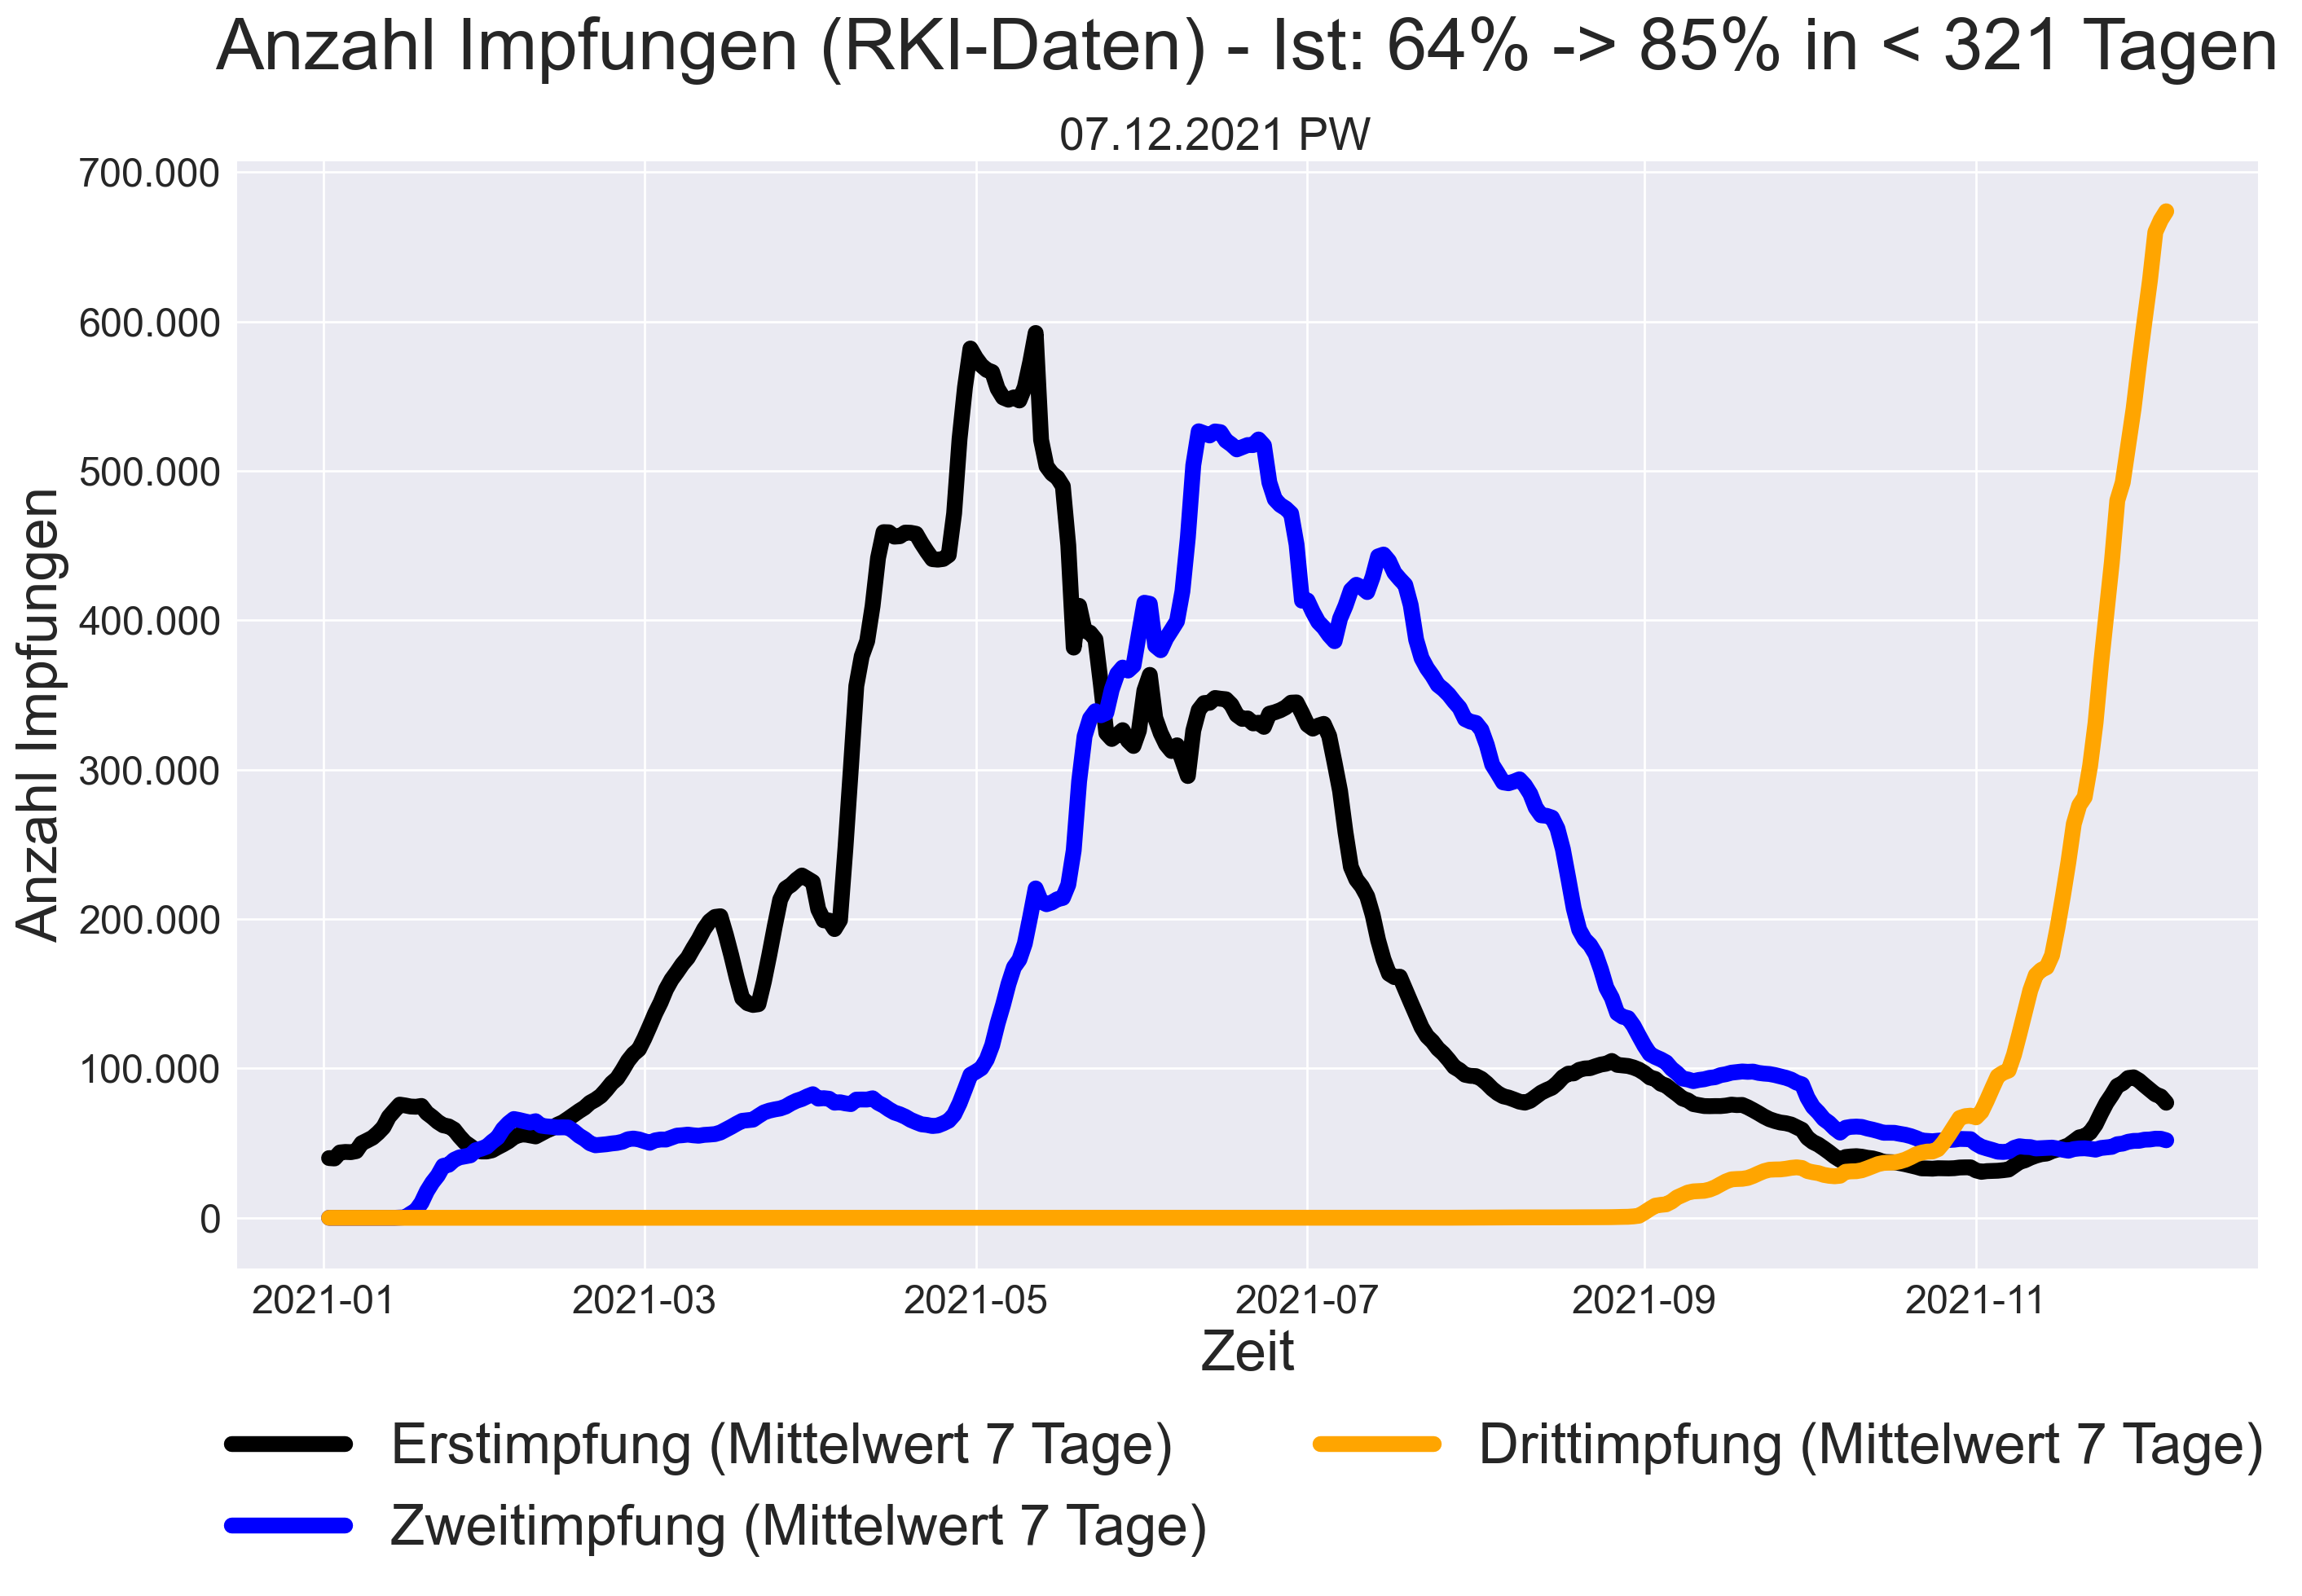 Anzahl Impfungen (RKI-Daten) - Ist: 64% -> 85% in < 321 Tagen
07.12.2021 PW
700.000
600.000
500.000
400.000
300.000
200.000
100.000
0
Anzahl Impfungen
2021-01 2021-03 2021-05 2021-07 2021-09 2021-11
Zeit
Erstimpfung (Mittelwert 7 Tage) Drittimpfung (Mittelwert 7 Tage)
Zweitimpfung (Mittelwert 7 Tage)